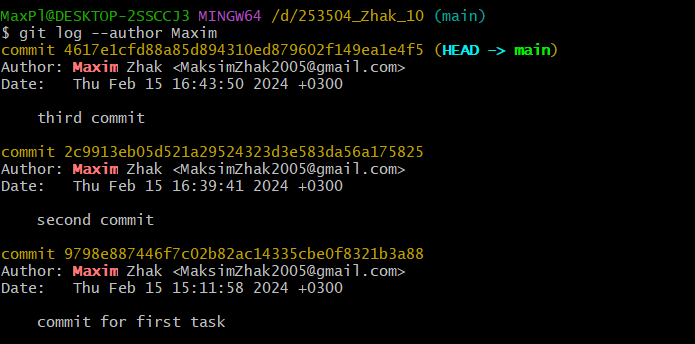 MaxPl@DESKTOP-2SSCCJ3 MINGW64 /d/253504_Zhak_10 (main)
$ git log --author Maxim
commit 4617e1cfd88a85d894310ed879602f149ea1e4f5 (HEAD -> main)
Author: Maxim Zhak <MaksimZhak2005@gmail.com>
Date:   Thu Feb 15 16:43:50 2024 +0300
    third commit
commit 2c9913eb05d521a29524323d3e583da56a175825
Author: Maxim Zhak <MaksimZhak2005@gmail.com>
Date:   Thu Feb 15 16:39:41 2024 +0300
    second commit
commit 9798e887446f7c02b82ac14335cbe0f8321b3a88
Author: Maxim Zhak <MaksimZhak2005@gmail.com>
Date:   Thu Feb 15 15:11:58 2024 +0300
    commit for first task